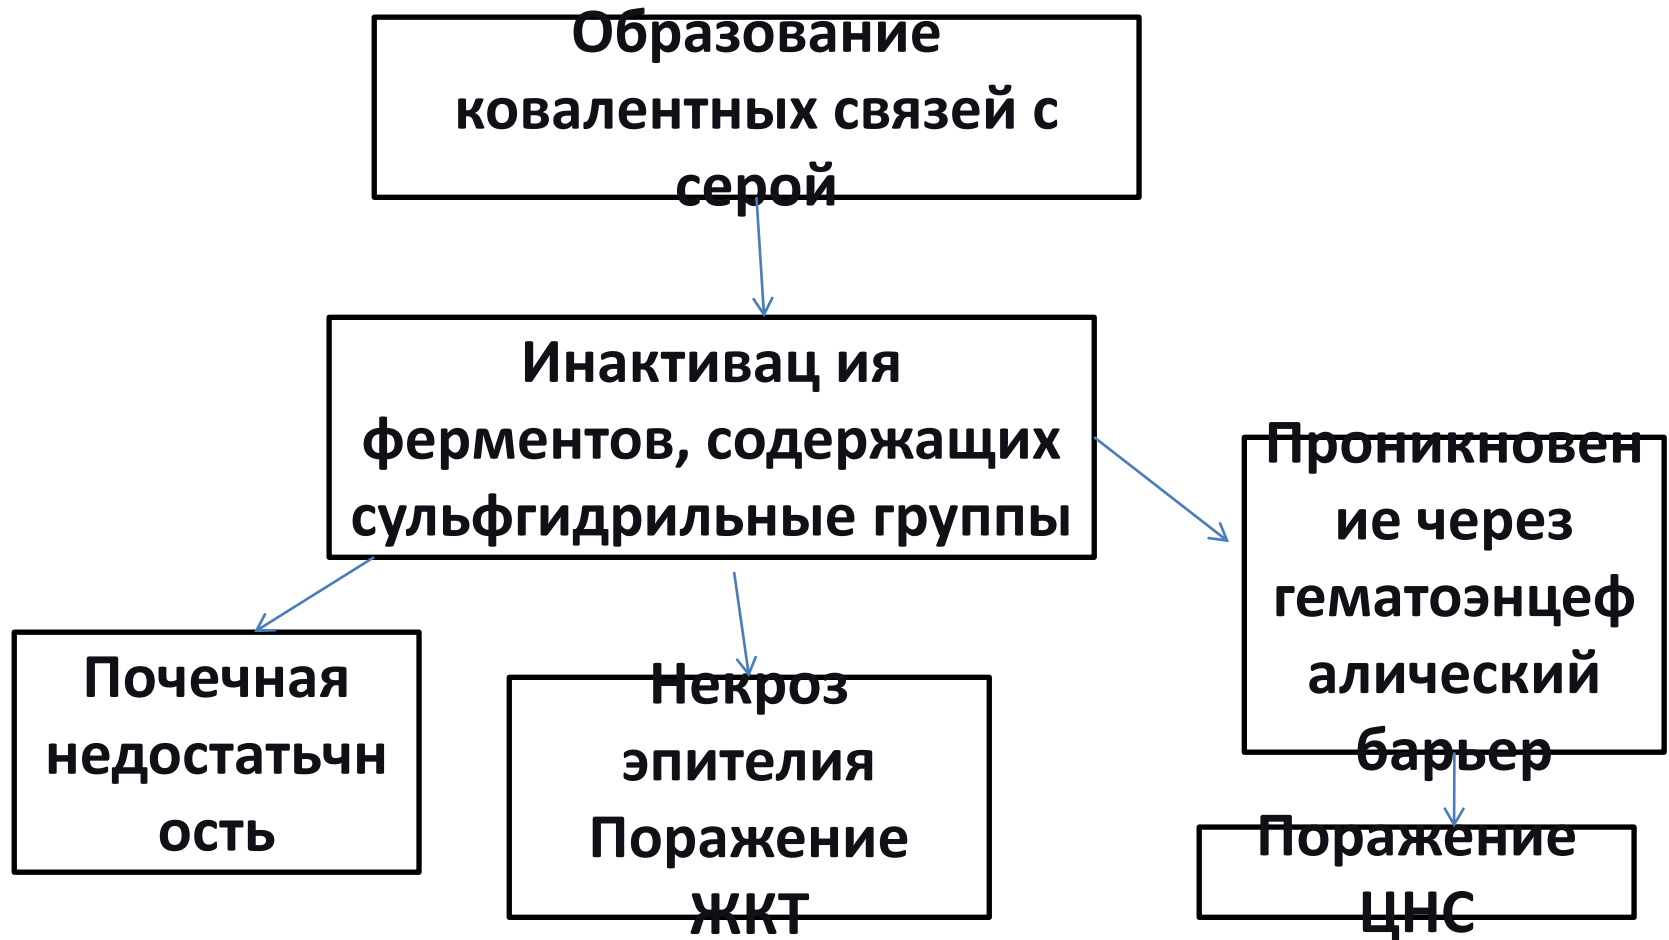 Образование
ковалентных связей с
серой
Инактивац ия
ферментов, содержащих
сульфгидрильные группы
Проникновен
ие через
гематоэнцеф
алический
барьер
Почечная
недостатьчн
ость
Некроз
эпителия
Поражение
ЖКТ
Поражение
ЦНС